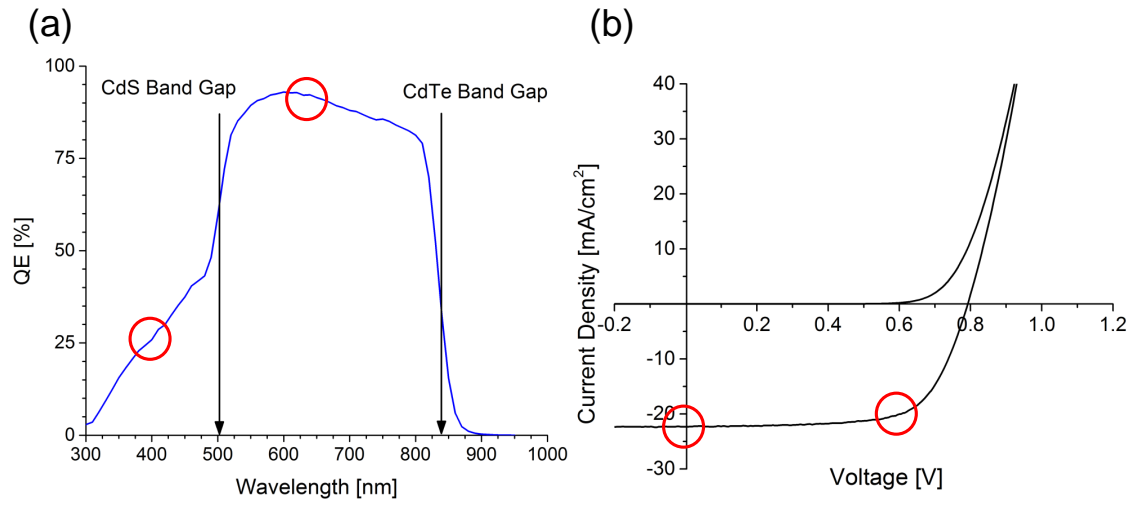 (a)
(b)
100
75
50
25
0
QE [%]
CdS Band Gap
CdTe Band Gap
300 400 500 600 700 800 900 1000
Wavelength [nm]
40
30
20
10
-10
-20
-30
Current Density [mA/cm²]
-0.2 0.2 0.4 0.6 0.8 1.0 1.2
Voltage [V]